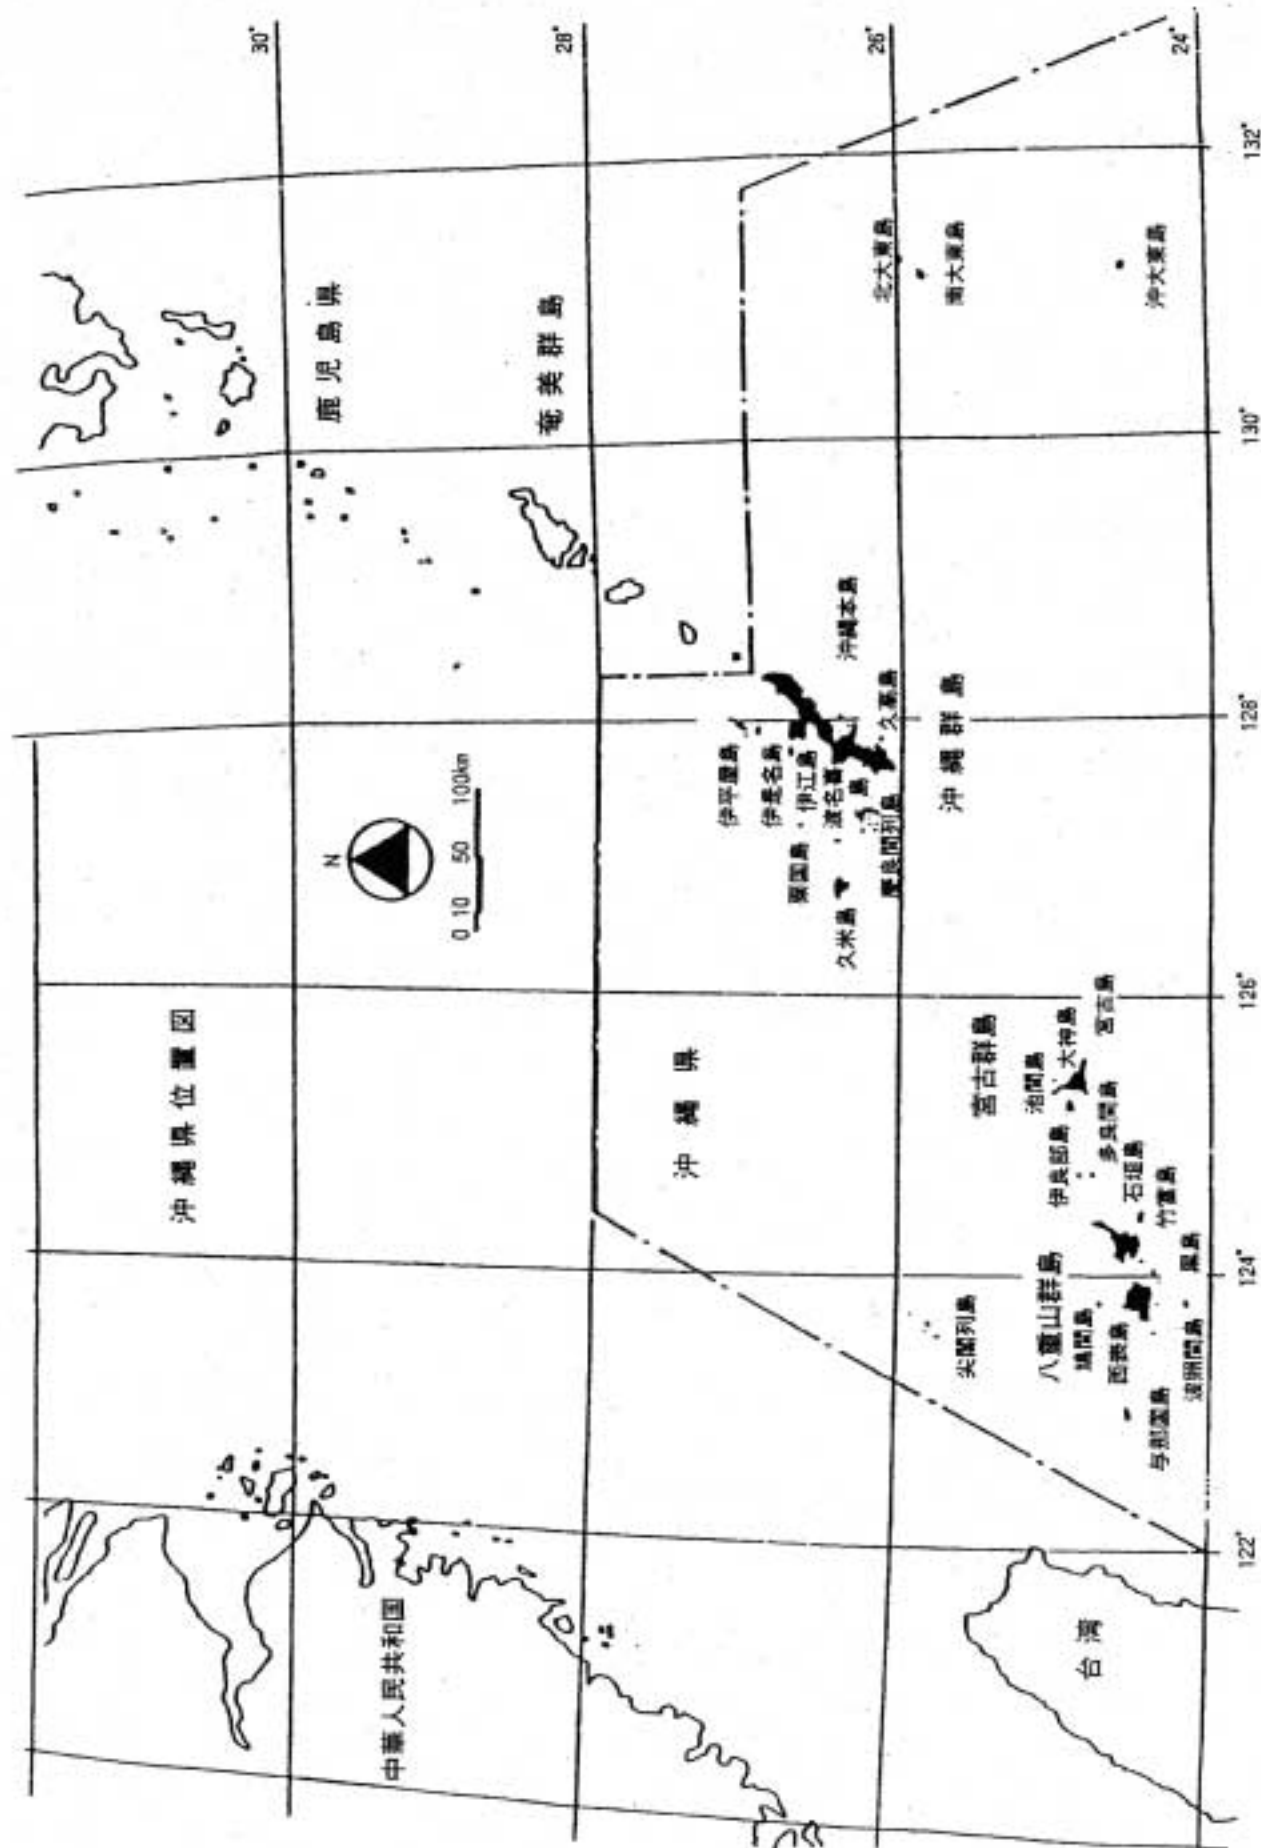 沖縄県位置図
N
0 10 50 100km
30°
28°
26°
24°
鹿児島県
奄美群島
中華人民共和国
沖縄県
伊平屋島
伊是名島
伊江島
粟国島
渡名喜
島
久米島
慶良間列島
沖縄本島
久高島
沖縄群島
北大東島
南大東島
沖大東島
宮古群島
池間島
大神島
宮古島
伊良部島
多良間島
尖閣列島
八重山群島
石垣島
竹富島
鳩間島
西表島
黒島
波照間島
与那国島
台湾
122°
124°
126°
128°
130°
132°